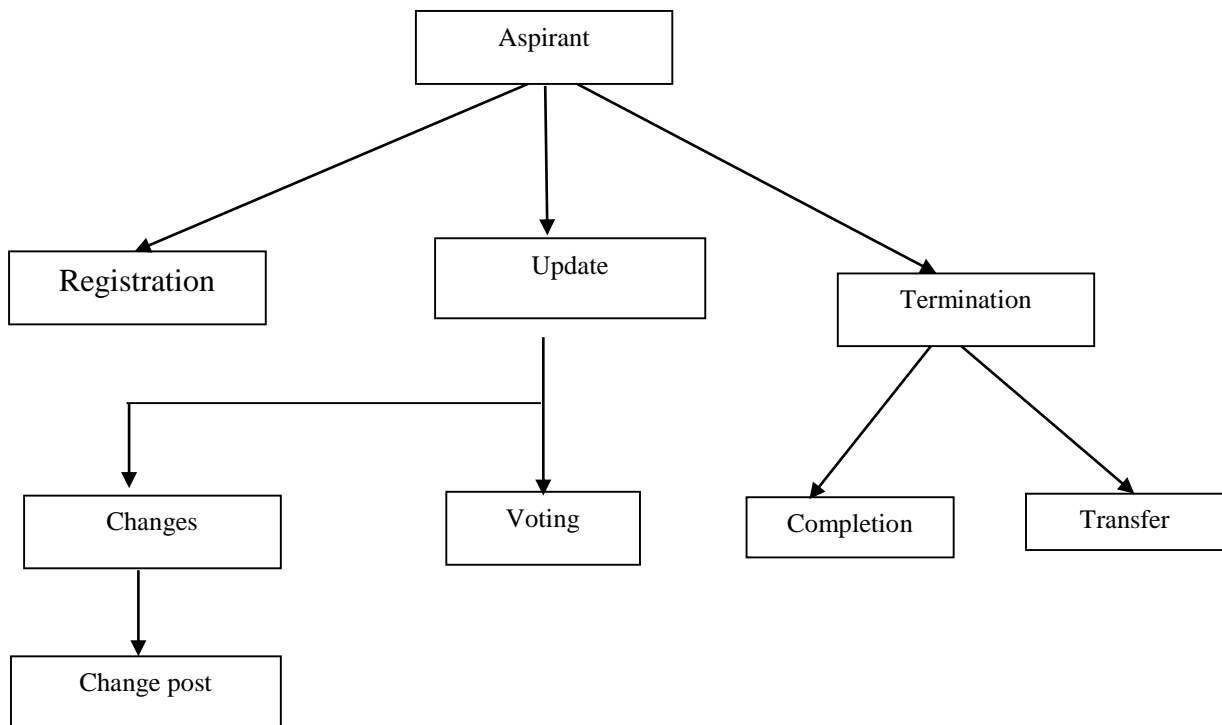 Aspirant
Registration
Update
Termination
Changes
Voting
Completion
Transfer
Change post